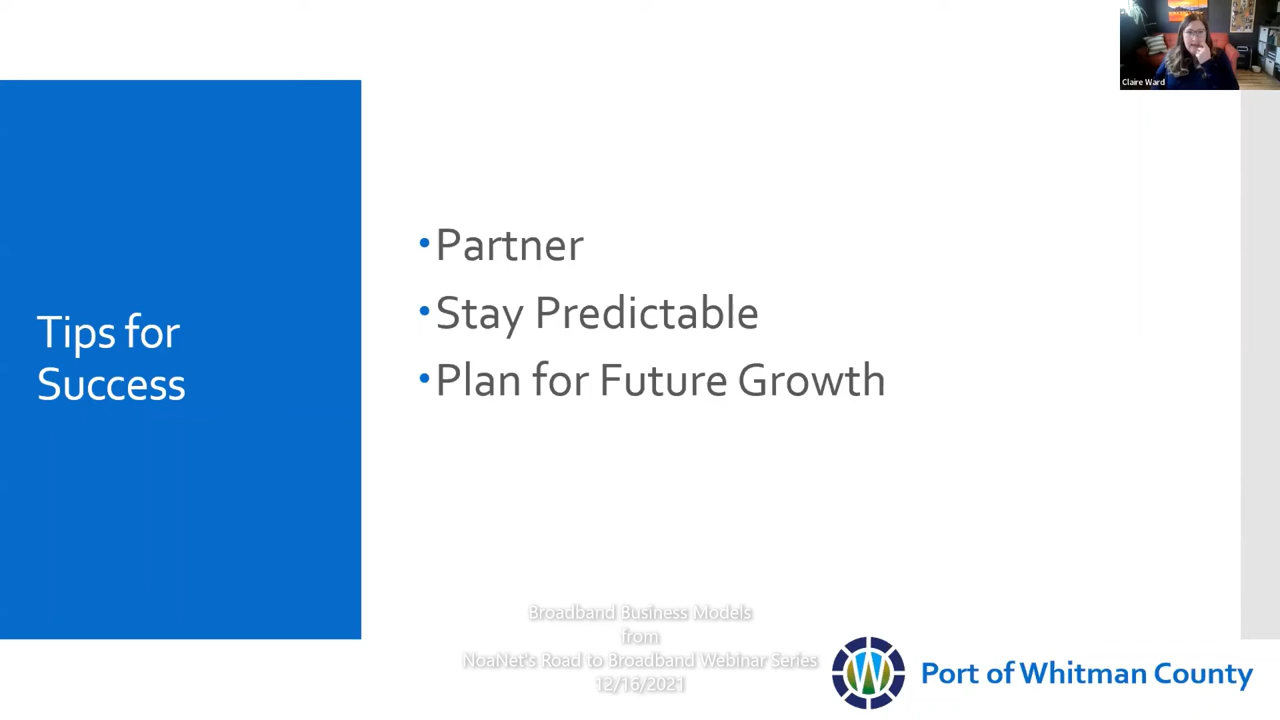 Claire Ward
Tips for
Success
•Partner
•Stay Predictable
•Plan for Future Growth
Broadband Business Models
from
NoaNet's Road to Broadband Webinar Series
12/16/2021
Port of Whitman County